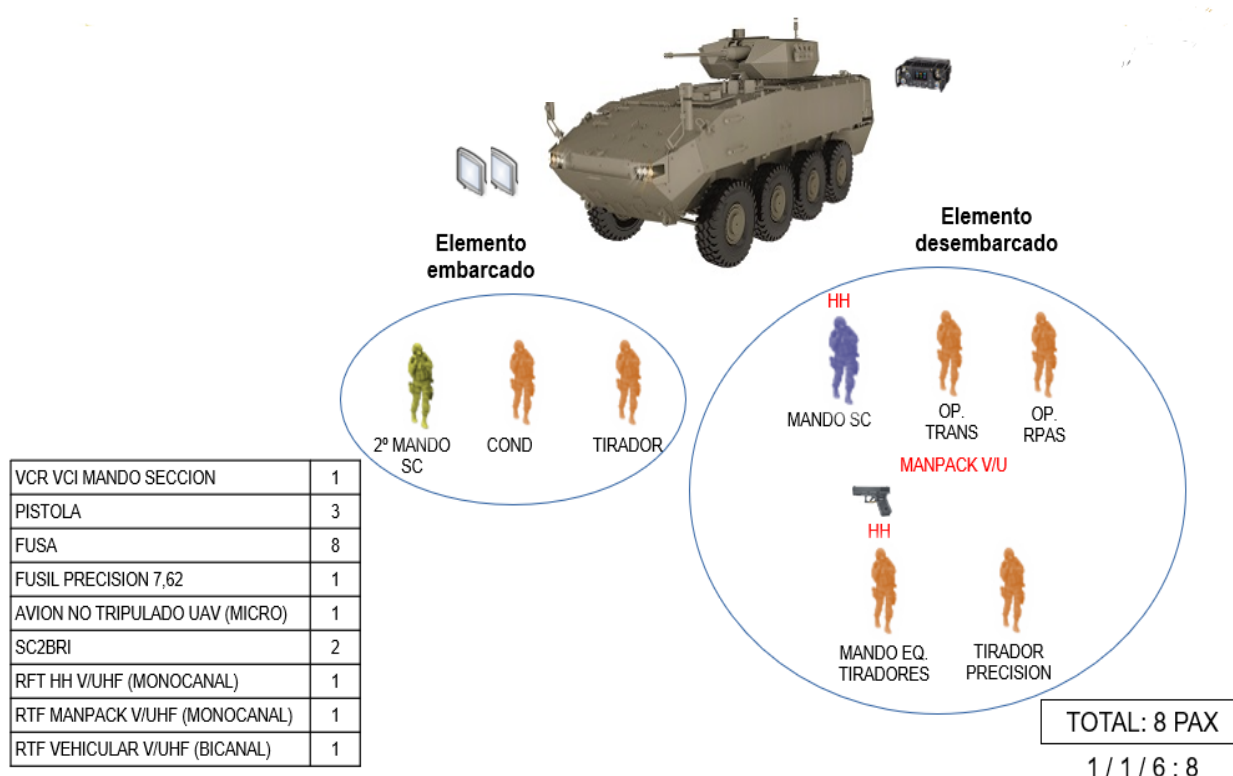 Elemento
embarcado
Elemento
desembarcado
2º MANDO
SC
COND
TIRADOR
HH
MANDO SC
OP.
TRANS
OP.
RPAS
MANPACK V/U
HH
MANDO EQ.
TIRADORES
TIRADOR
PRECISION
VCR VCI MANDO SECCION 1
PISTOLA 3
FUSA 8
FUSIL PRECISION 7,62 1
AVION NO TRIPULADO UAV (MICRO) 1
SC2BRI 2
RFT HH V/UHF (MONOCANAL) 1
RTF MANPACK V/UHF (MONOCANAL) 1
RTF VEHICULAR V/UHF (BICANAL) 1
TOTAL: 8 PAX
1 / 1 / 6 : 8